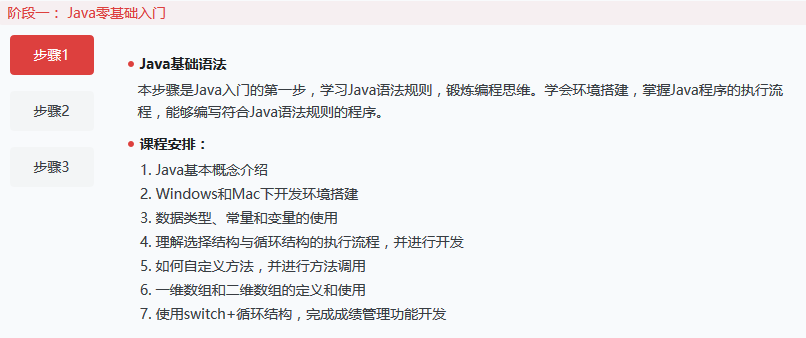 阶段一： Java零基础入门
步骤1
步骤2
步骤3
Java基础语法
本步骤是Java入门的第一步，学习Java语法规则，锻炼编程思维。学会环境搭建，掌握Java程序的执行流
程，能够编写符合Java语法规则的程序。
课程安排：
1. Java基本概念介绍
2. Windows和Mac下开发环境搭建
3. 数据类型、常量和变量的使用
4. 理解选择结构与循环结构的执行流程，并进行开发
5. 如何自定义方法，并进行方法调用
6. 一维数组和二维数组的定义和使用
7. 使用switch+循环结构，完成成绩管理功能开发